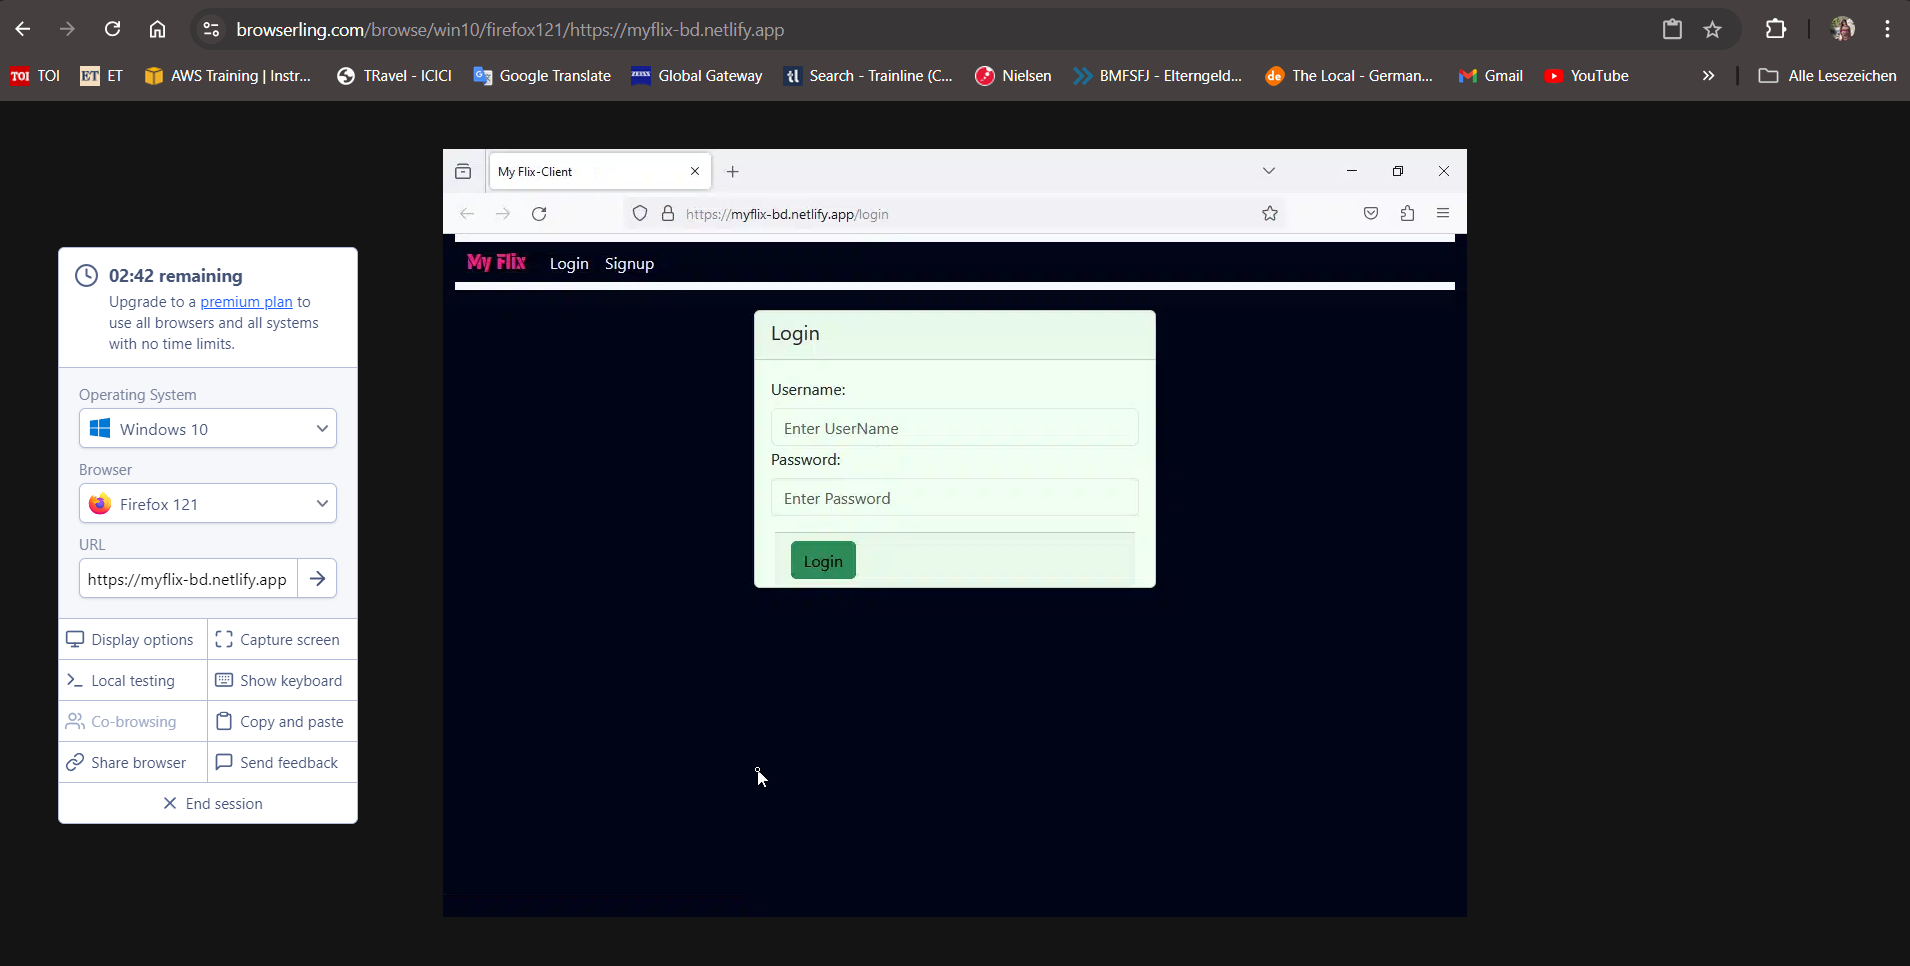 browserling.com/browse/win10/firefox121/https://myflix-bd.netlify.app
TOI TOI ET ET AWS Training | Instr... TRavel - ICICI Google Translate ZEISS Global Gateway tl Search - Trainline (C... Nielsen BMFSFJ - Elterngeld... de The Local - German... Gmail YouTube » Alle Lesezeichen
My Flix-Client
https://myflix-bd.netlify.app/login
My Flix Login Signup
02:42 remaining
Upgrade to a premium plan to
use all browsers and all systems
with no time limits.
Operating System
Windows 10
Browser
Firefox 121
URL
https://myflix-bd.netlify.app
Display options Capture screen
Local testing Show keyboard
Co-browsing Copy and paste
Share browser Send feedback
End session
Login
Username:
Enter UserName
Password:
Enter Password
Login